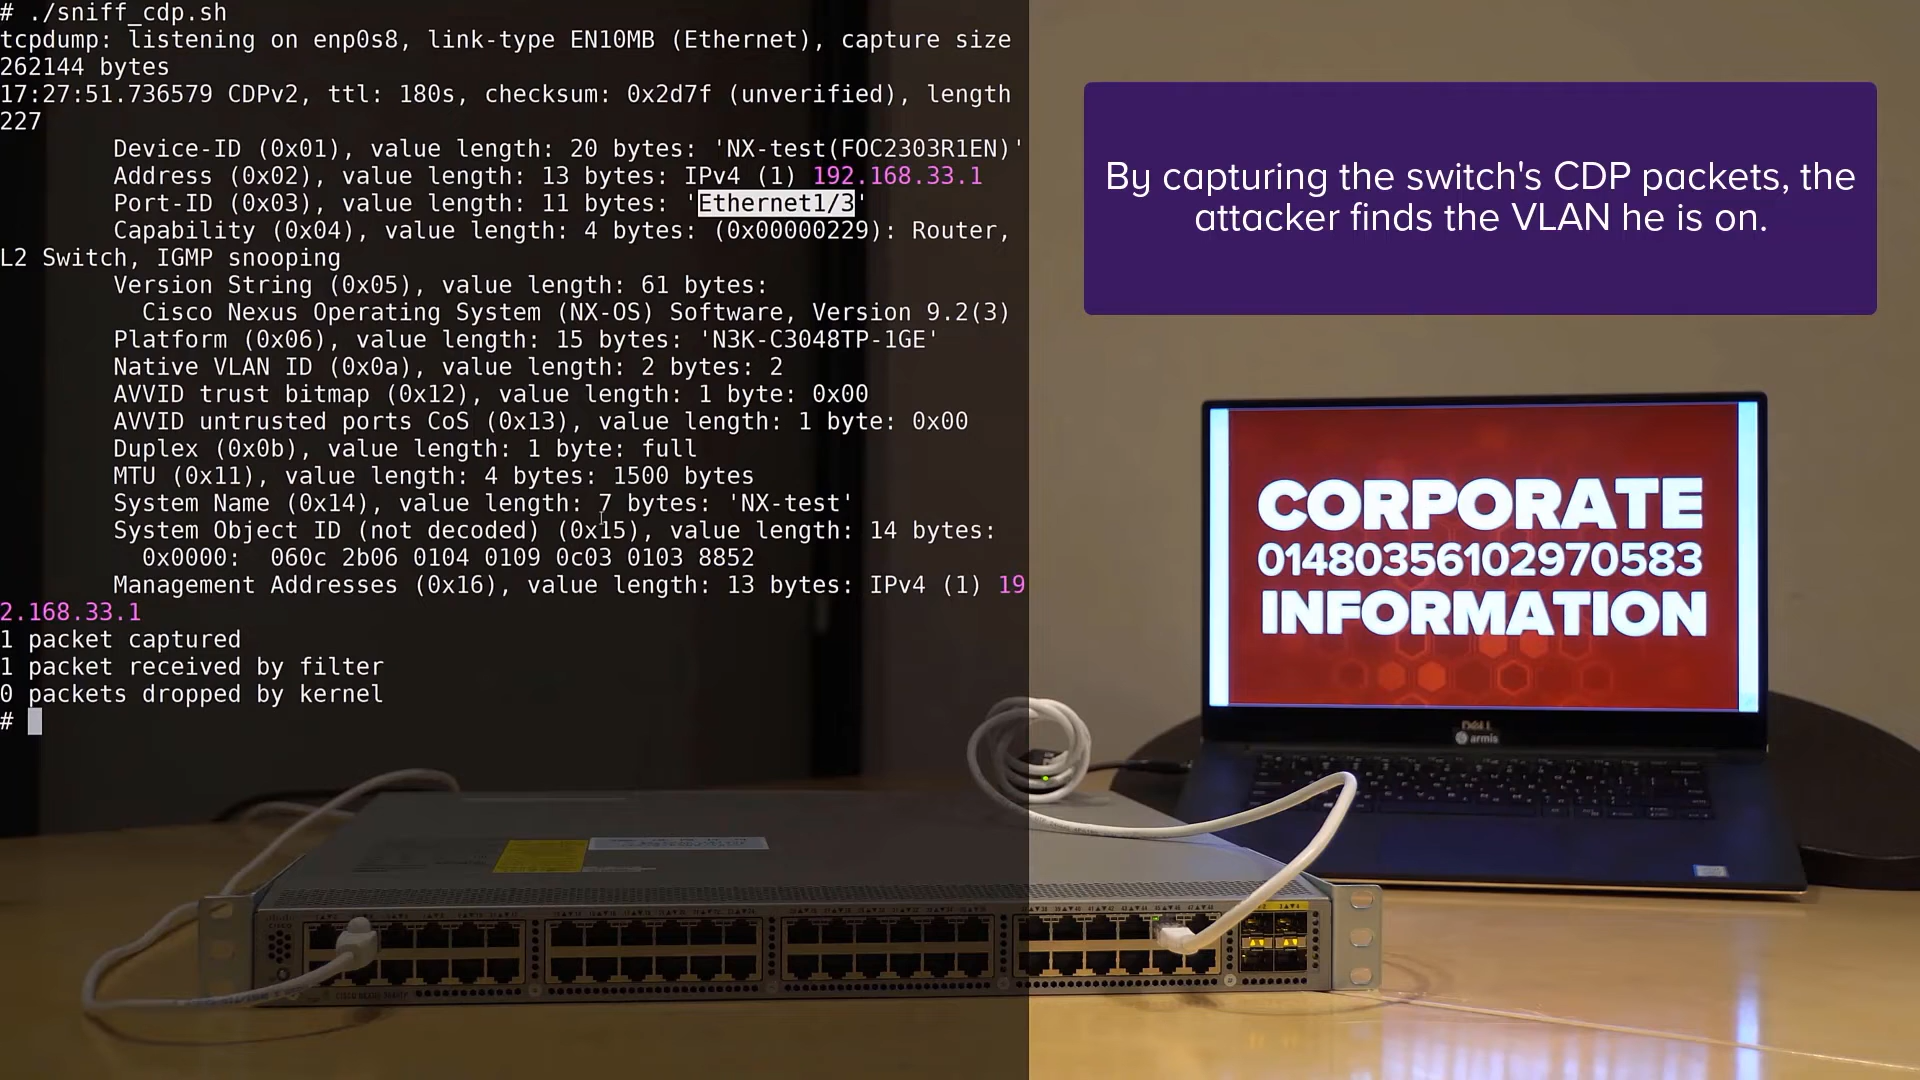 # ./sniff_cdp.sh
tcpdump: listening on enp0s8, link-type EN10MB (Ethernet), capture size
262144 bytes
17:27:51.736579 CDPv2, ttl: 180s, checksum: 0x2d7f (unverified), length
227
Device-ID (0x01), value length: 20 bytes: 'NX-test(FOC2303R1EN)'
Address (0x02), value length: 13 bytes: IPv4 (1) 192.168.33.1
Port-ID (0x03), value length: 11 bytes: 'Ethernet1/3'
Capability (0x04), value length: 4 bytes: (0x00000229): Router,
L2 Switch, IGMP snooping
Version String (0x05), value length: 61 bytes:
Cisco Nexus Operating System (NX-OS) Software, Version 9.2(3)
Platform (0x06), value length: 15 bytes: 'N3K-C3048TP-1GE'
Native VLAN ID (0x0a), value length: 2 bytes: 2
AVVID trust bitmap (0x12), value length: 1 byte: 0x00
AVVID untrusted ports CoS (0x13), value length: 1 byte: 0x00
Duplex (0x0b), value length: 1 byte: full
MTU (0x11), value length: 4 bytes: 1500 bytes
System Name (0x14), value length: 7 bytes: 'NX-test'
System Object ID (not decoded) (0x15), value length: 14 bytes:
0x0000:  060c 2b06 0104 0109 0c03 0103 8852
Management Addresses (0x16), value length: 13 bytes: IPv4 (1) 19
2.168.33.1
1 packet captured
1 packet received by filter
0 packets dropped by kernel
#
By capturing the switch's CDP packets, the
attacker finds the VLAN he is on.
CORPORATE
01480356102970583
INFORMATION
DELL
armis